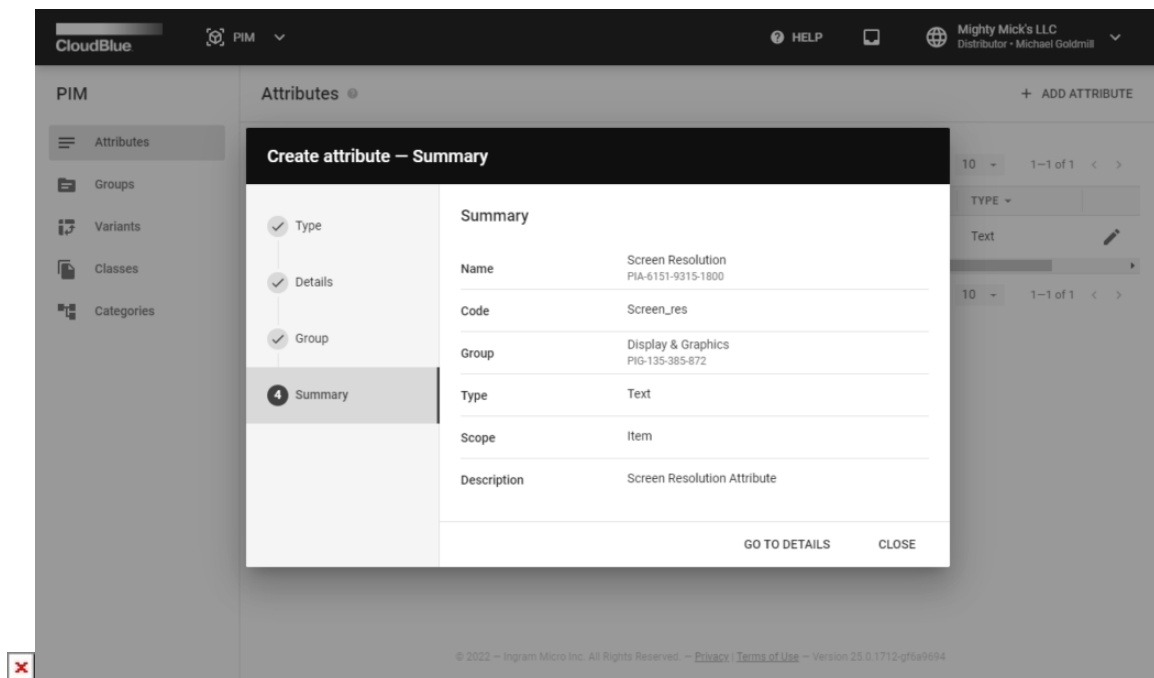 CloudBlue
PIM
HELP
Mighty Mick's LLC
Distributor • Michael Goldmill
PIM
Attributes
+ ADD ATTRIBUTE
Attributes
Groups
Variants
Classes
Categories
10
1–1 of 1
TYPE
Text
10
1–1 of 1
Create attribute — Summary
Type
Details
Group
4 Summary
Summary
Name Screen Resolution
PIA-6151-9315-1800
Code Screen_res
Group Display & Graphics
PIG-135-385-872
Type Text
Scope Item
Description Screen Resolution Attribute
GO TO DETAILS CLOSE
© 2022 — Ingram Micro Inc. All Rights Reserved. — Privacy | Terms of Use — Version 25.0.1712-gf6a9694